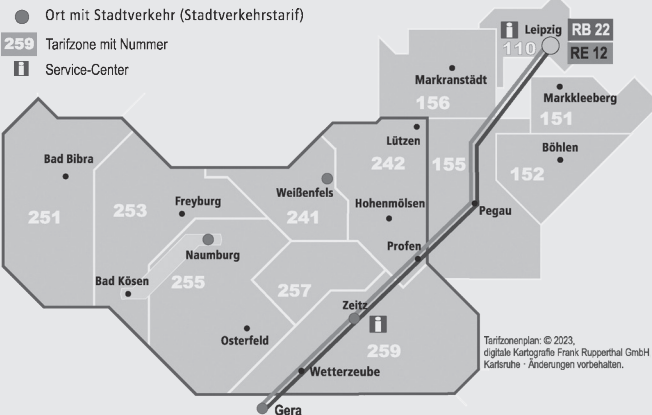 Ort mit Stadtverkehr (Stadtverkehrstarif)
259 Tarifzone mit Nummer
i Service-Center
i Leipzig RB 22
110 RE 12
Markranstädt
156
Markkleeberg
151
Lützen
242
155
Böhlen
152
Bad Bibra
251
253
Freyburg
Weißenfels
241
Hohenmölsen
Pegau
Naumburg
Profen
Bad Kösen
255
257
Zeitz
i
Osterfeld
259
Wetterzeube
Gera
Tarifzonenplan: © 2023,
digitale Kartografie Frank Ruppenthal GmbH
Karlsruhe · Änderungen vorbehalten.